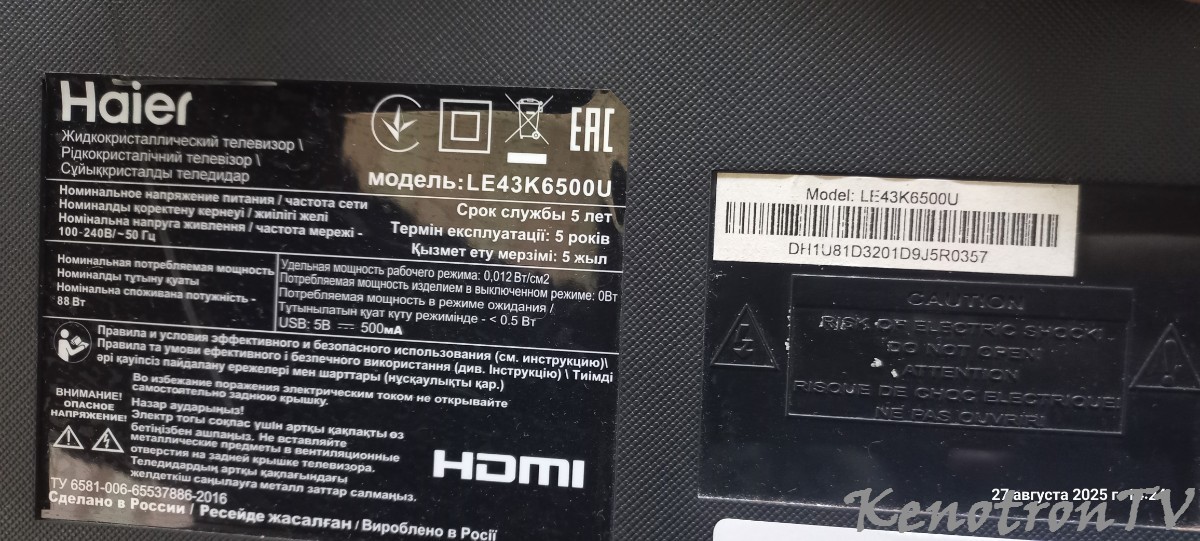 Haier
EAC
Жидкокристаллический телевизор \
Рідкокристалічний телевізор \
Сұйықкристалды теледидар
модель:LE43K6500U
Номинальное напряжение питания / частота сети
Номиналды қоректену кернеуі / жиілігі желі
Номінальна напруга живлення / частота мережі -
100-240В/~50 Гц
Срок службы 5 лет
Термін експлуатації: 5 років
Қызмет ету мерзімі: 5 жыл
Номинальная потребляемая мощность
Номиналды тұтыну қуаты
Номінальна споживана потужність -
88 Вт
Удельная мощность рабочего режима: 0,012 Вт/см2
Потребляемая мощность изделием в выключенном режиме: 0Вт
Потребляемая мощность в режиме ожидания /
Тұтынылатын қуат күту режимінде - < 0.5 Вт
USB: 5В 500мА
Правила и условия эффективного и безопасного использования (см. инструкцию)\
Правила та умови ефективного і безпечного використання (див. Інструкцію) \ Тиімді
әрі қауіпсіз пайдалану ережелері мен шарттары (нұсқаулықты қар.)
ВНИМАНИЕ!
ОПАСНОЕ
НАПРЯЖЕНИЕ!
Во избежание поражения электрическим током не открывайте
самостоятельно заднюю крышку.
Назар аударыңыз!
Электр тогы соқпас үшін артқы қақпақты өз
бетіңізбен ашпаңыз. Не вставляйте
металлические предметы в вентиляционные
отверстия на задней крышке телевизора.
Теледидардың артқы қақпағындағы
желдеткіш саңылауға металл заттар салмаңыз.
HDMI
ТУ 6581-006-65537886-2016
Сделано в России / Ресейде жасалған / Вироблено в Росії
Model: LE43K6500U
DH1U81D3201D9J5R0357
CAUTION
RISK OF ELECTRIC SHOCK!
DO NOT OPEN!
ATTENTION
RISQUE DE CHOC ELECTRIQUE!
NE PAS OUVRIR!
27 августа 2025 г.
KenotronTV